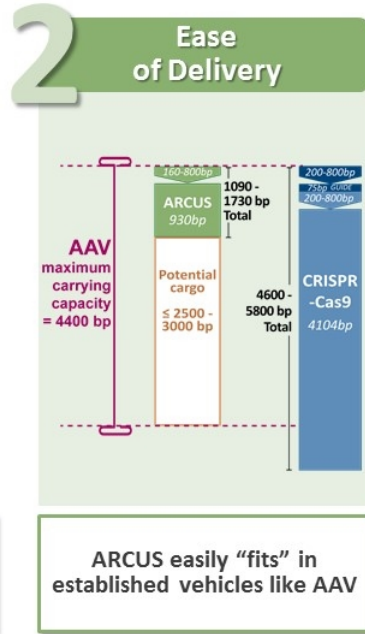 2
Ease
of Delivery
AAV
maximum
carrying
capacity
= 4400 bp
160-800bp
ARCUS
930bp
1090 -
1730 bp
Total
Potential
cargo
≤ 2500 -
3000 bp
4600 -
5800 bp
Total
200-800bp
75bp GUIDE
200-800bp
CRISPR
-Cas9
4104bp
ARCUS easily “fits” in
established vehicles like AAV